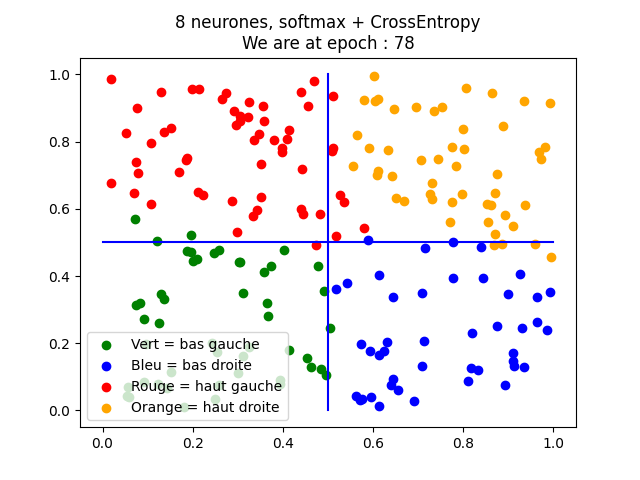 8 neurones, softmax + CrossEntropy
We are at epoch : 78
1.0
0.8
0.6
0.4
0.2
0.0
Vert = bas gauche
Bleu = bas droite
Rouge = haut gauche
Orange = haut droite
0.0 0.2 0.4 0.6 0.8 1.0